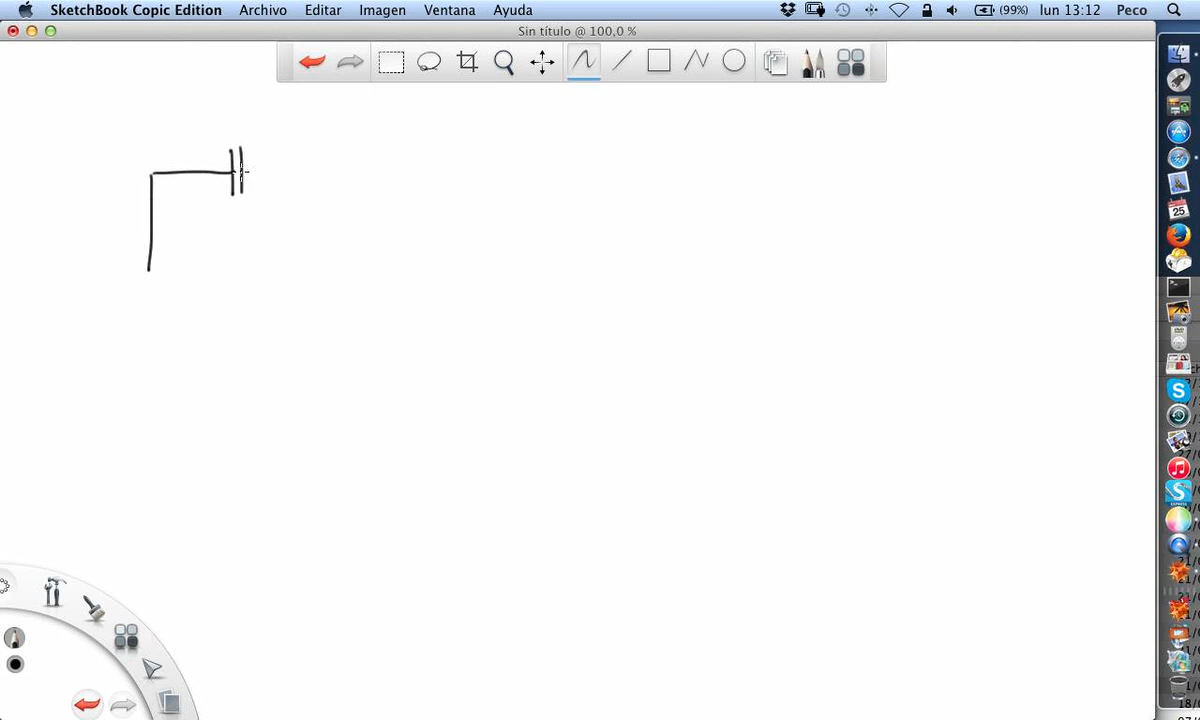 SketchBook Copic Edition Archivo Editar Imagen Ventana Ayuda (99%) lun 13:12 Peco
Sin título @ 100,0 %
25